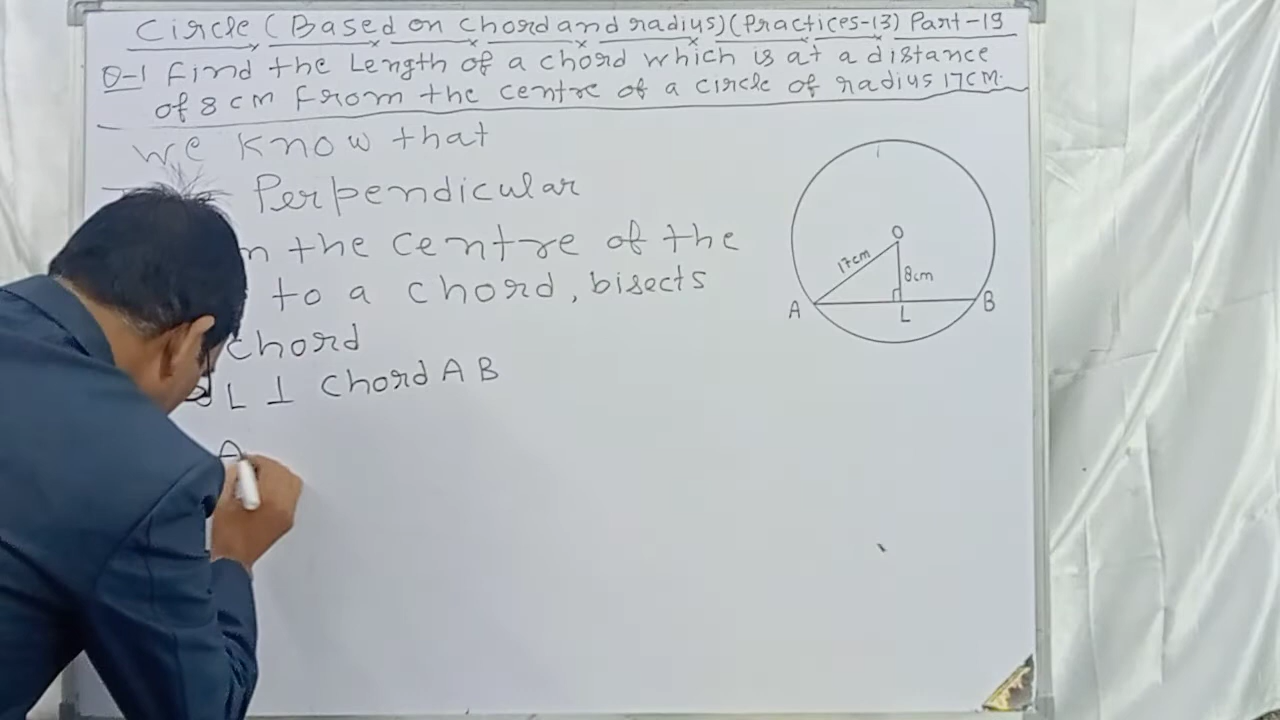 Circle (Based on chord and radius) (Practices-13) Part-19
Q-1 Find the Length of a chord which is at a distance
of 8 cm From the centre of a circle of radius 17 cm.
we know that
Perpendicular
the centre of the
to a chord, bisects
chord
L ⊥ chord A B
A
O
17cm
8cm
A
L
B